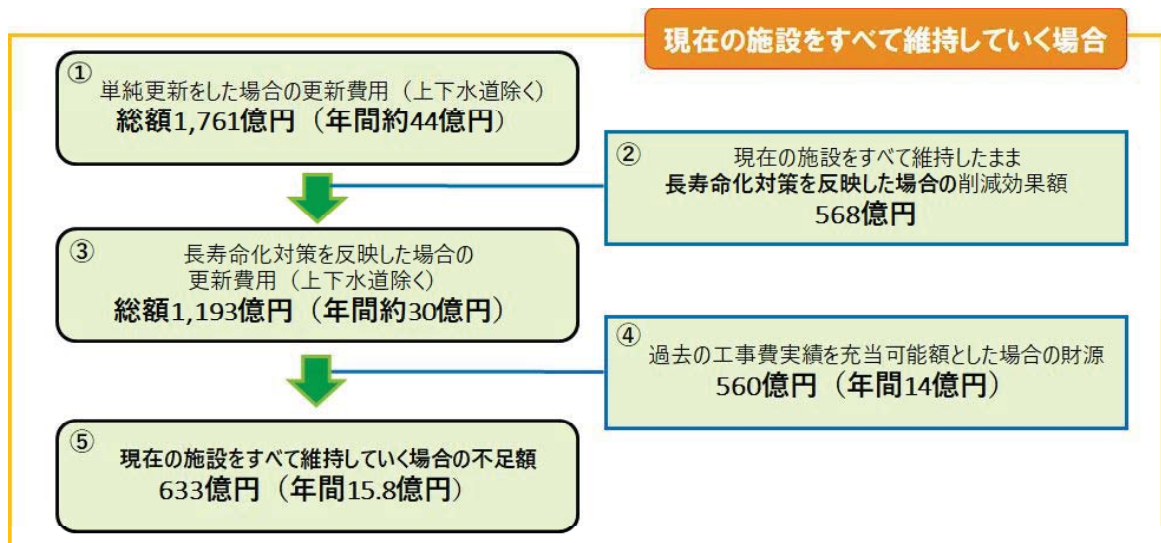 現在の施設をすべて維持していく場合
①
単純更新をした場合の更新費用（上下水道除く）
総額1,761億円（年間約44億円）
②
現在の施設をすべて維持したまま
長寿命化対策を反映した場合の削減効果額
568億円
③
長寿命化対策を反映した場合の
更新費用（上下水道除く）
総額1,193億円（年間約30億円）
④
過去の工事費実績を充当可能額とした場合の財源
560億円（年間14億円）
⑤
現在の施設をすべて維持していく場合の不足額
633億円（年間15.8億円）